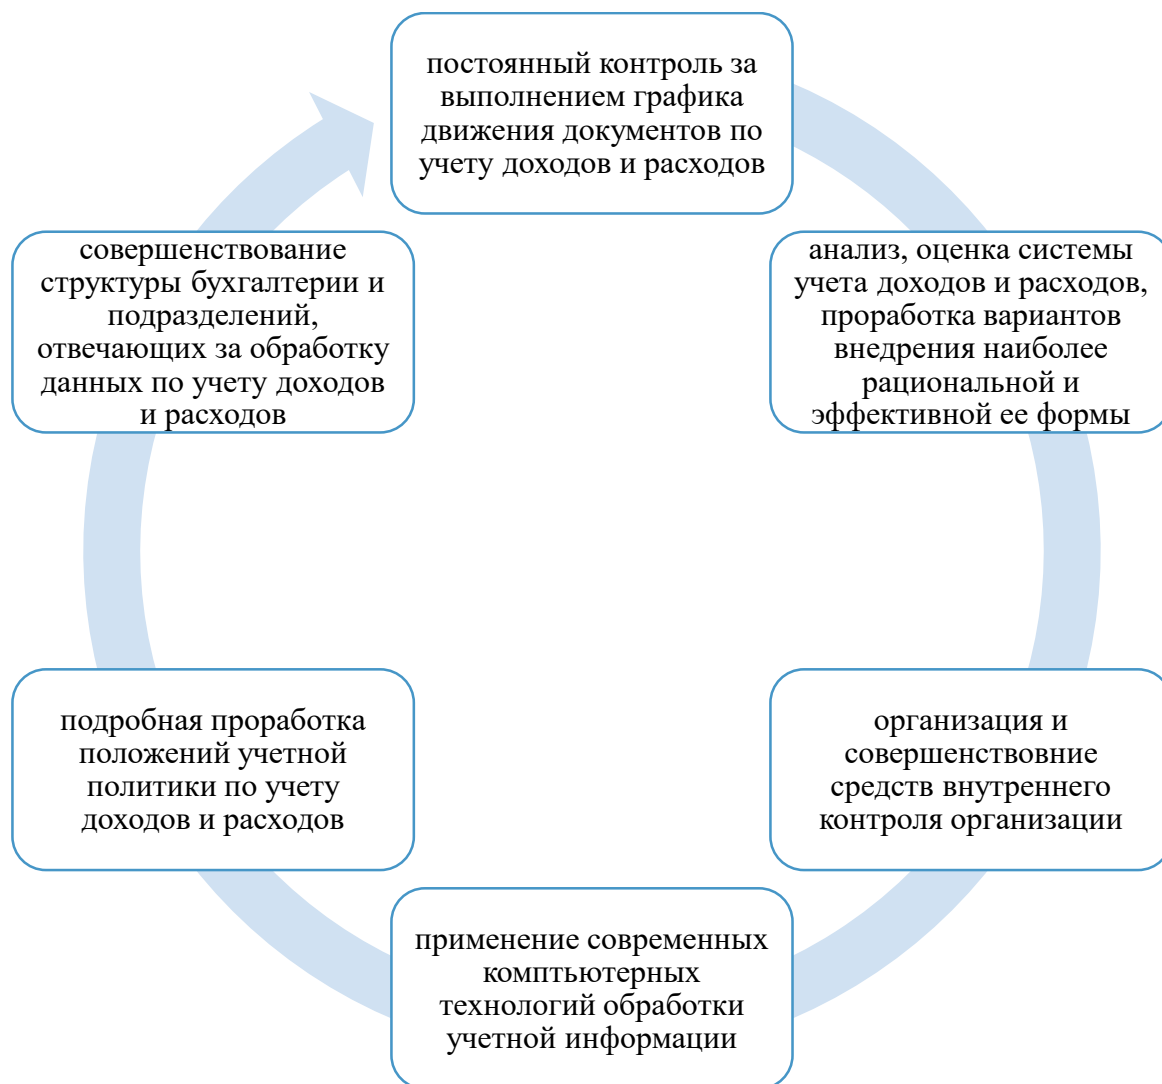 постоянный контроль за
выполнением графика
движения документов по
учету доходов и расходов
анализ, оценка системы
учета доходов и расходов,
проработка вариантов
внедрения наиболее
рациональной и
эффективной ее формы
организация и
совершенствовние
средств внутреннего
контроля организации
применение современных
комптьютерных
технологий обработки
учетной информации
подробная проработка
положений учетной
политики по учету
доходов и расходов
совершенствование
структуры бухгалтерии и
подразделений,
отвечающих за обработку
данных по учету доходов
и расходов